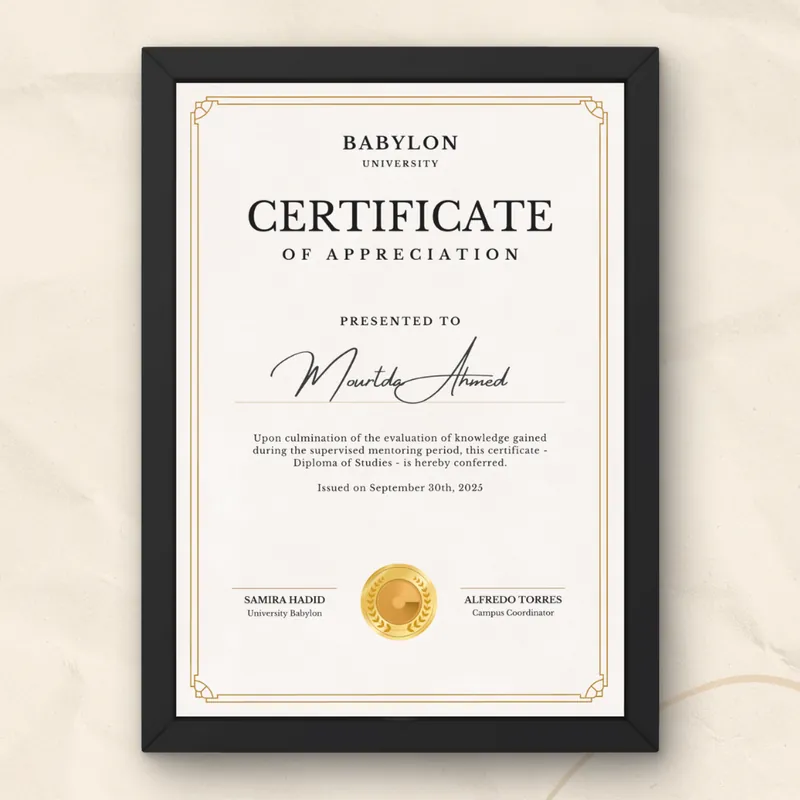 BABYLON
UNIVERSITY
CERTIFICATE
OF APPRECIATION
PRESENTED TO
Mourtda Ahmed
Upon culmination of the evaluation of knowledge gained
during the supervised mentoring period, this certificate -
Diploma of Studies - is hereby conferred.
Issued on September 30th, 2025
SAMIRA HADID
University Babylon
ALFREDO TORRES
Campus Coordinator